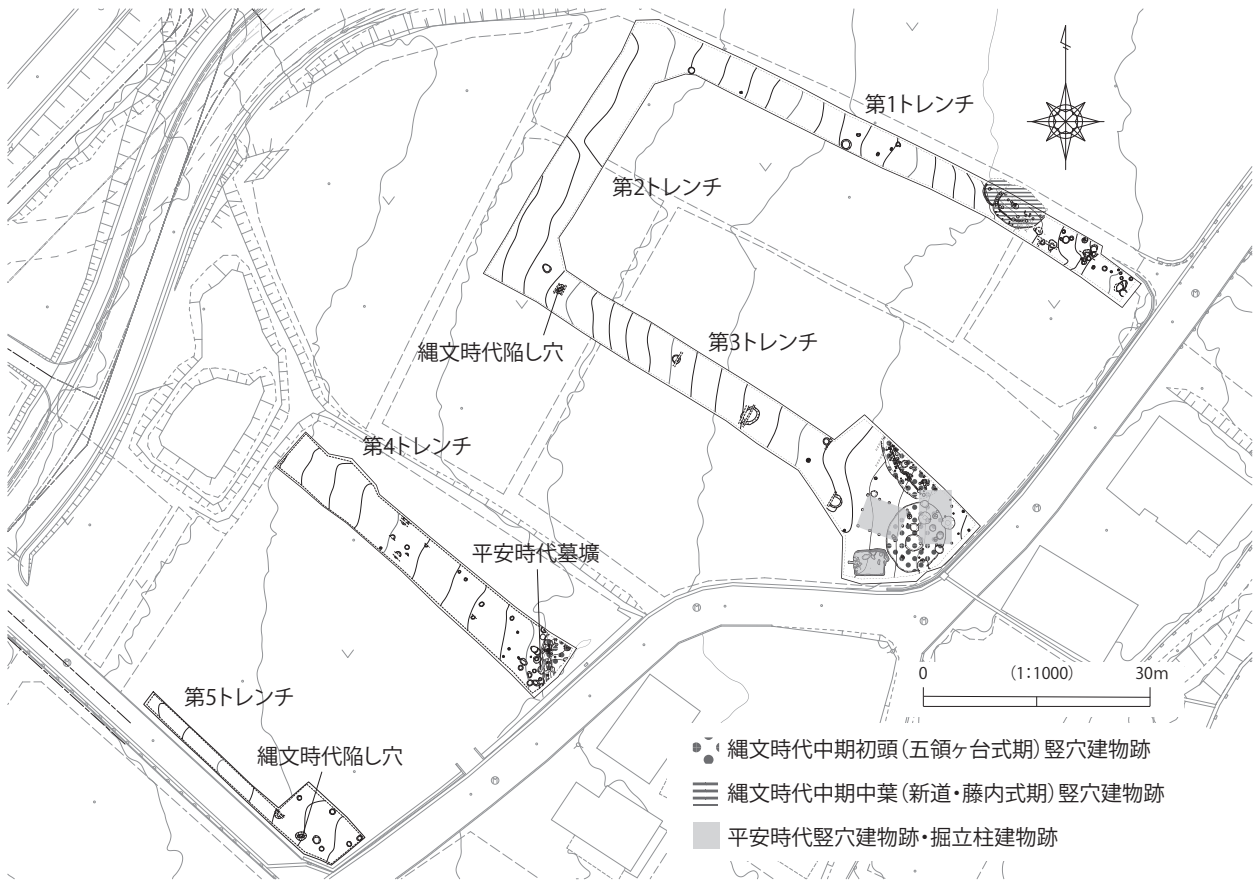 第1トレンチ
第2トレンチ
縄文時代陥し穴
第3トレンチ
第4トレンチ
平安時代墓壙
第5トレンチ
縄文時代陥し穴
0 (1:1000) 30m
縄文時代中期初頭(五領ヶ台式期)竪穴建物跡
縄文時代中期中葉(新道・藤内式期)竪穴建物跡
平安時代竪穴建物跡・掘立柱建物跡